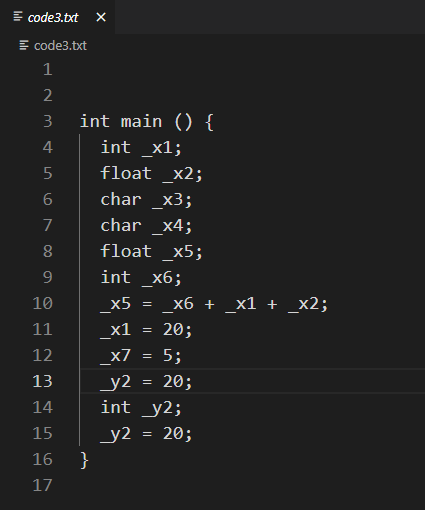 code3.txt ×
code3.txt
1
2
3 int main () {
4 int _x1;
5 float _x2;
6 char _x3;
7 char _x4;
8 float _x5;
9 int _x6;
10 _x5 = _x6 + _x1 + _x2;
11 _x1 = 20;
12 _x7 = 5;
13 _y2 = 20;
14 int _y2;
15 _y2 = 20;
16 }
17